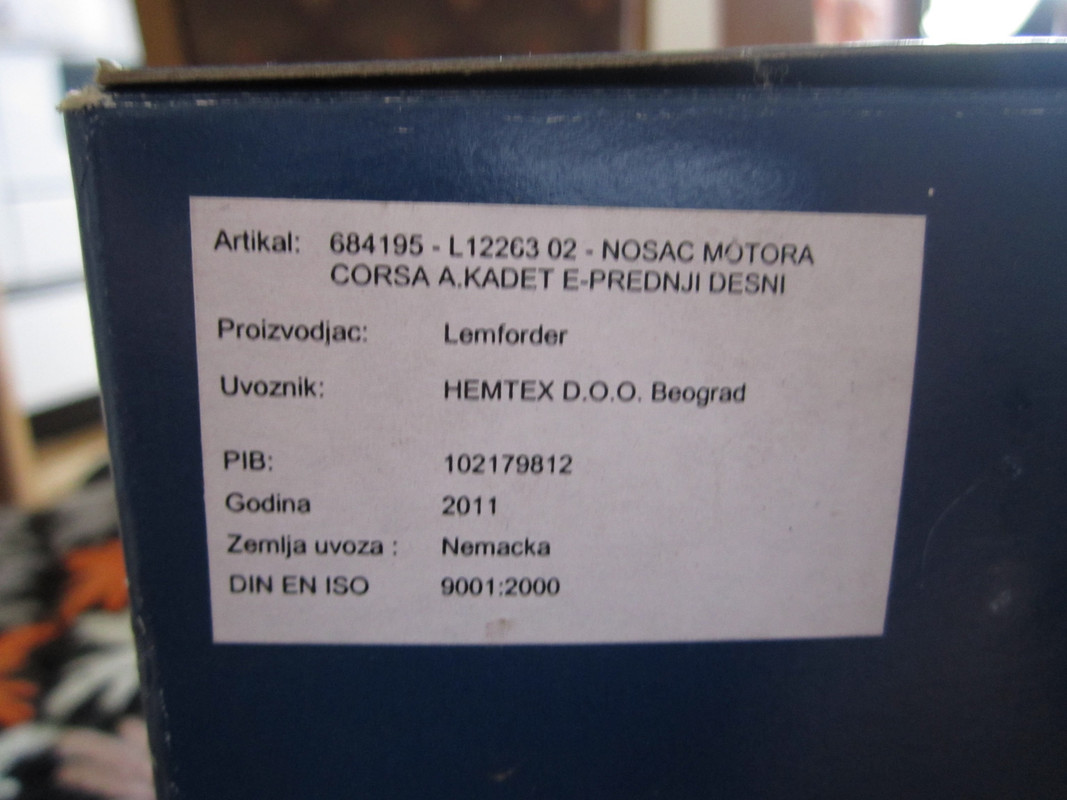 Artikal: 684195 - L12263 02 - NOSAC MOTORA
CORSA A.KADET E-PREDNJI DESNI
Proizvodjac: Lemforder
Uvoznik: HEMTEX D.O.O. Beograd
PIB: 102179812
Godina 2011
Zemlja uvoza : Nemacka
DIN EN ISO 9001:2000